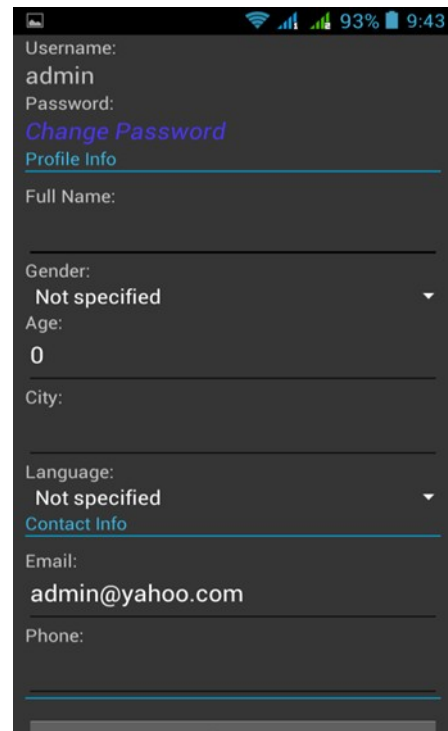 93% 9:43
Username:
admin
Password:
Change Password
Profile Info
Full Name:
Gender:
Not specified
Age:
0
City:
Language:
Not specified
Contact Info
Email:
admin@yahoo.com
Phone: